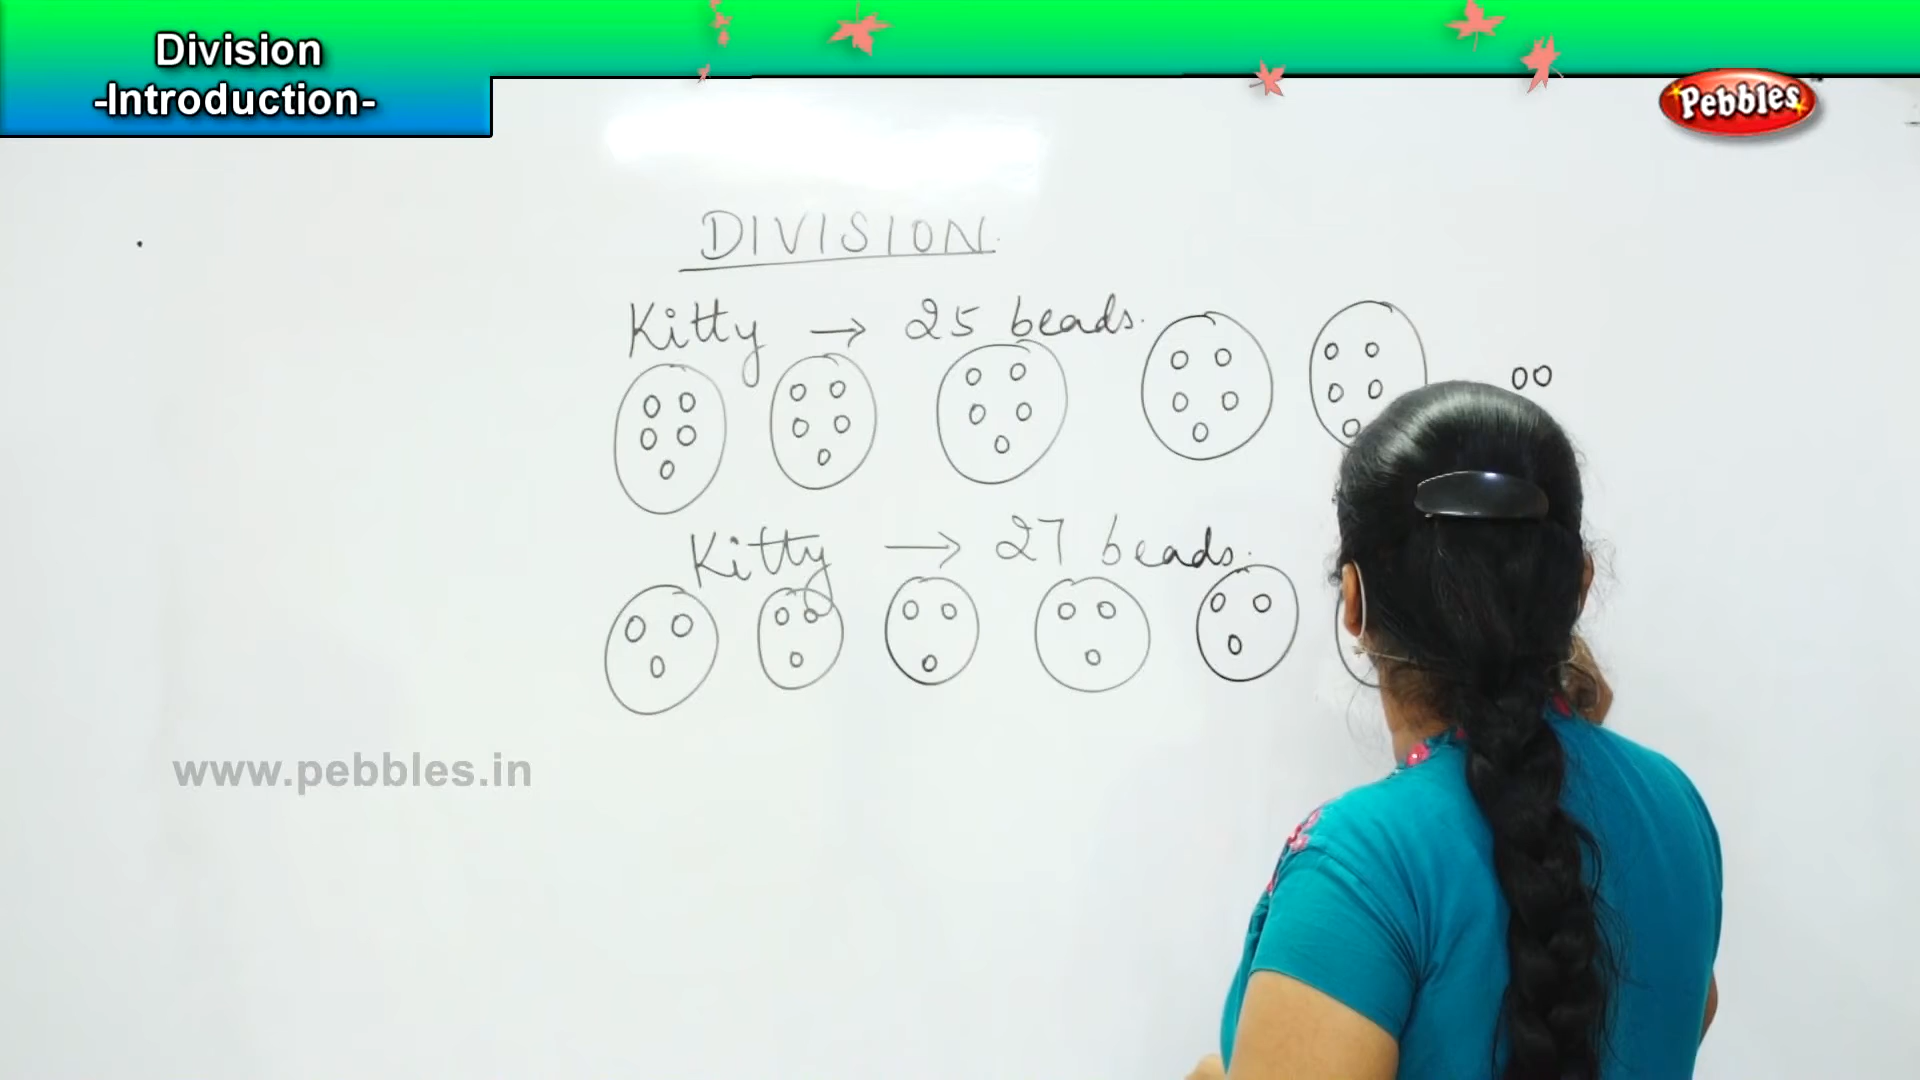 Division
-Introduction-
Pebbles
DIVISION.
Kitty → 25 beads.
Kitty → 27 beads.
www.pebbles.in